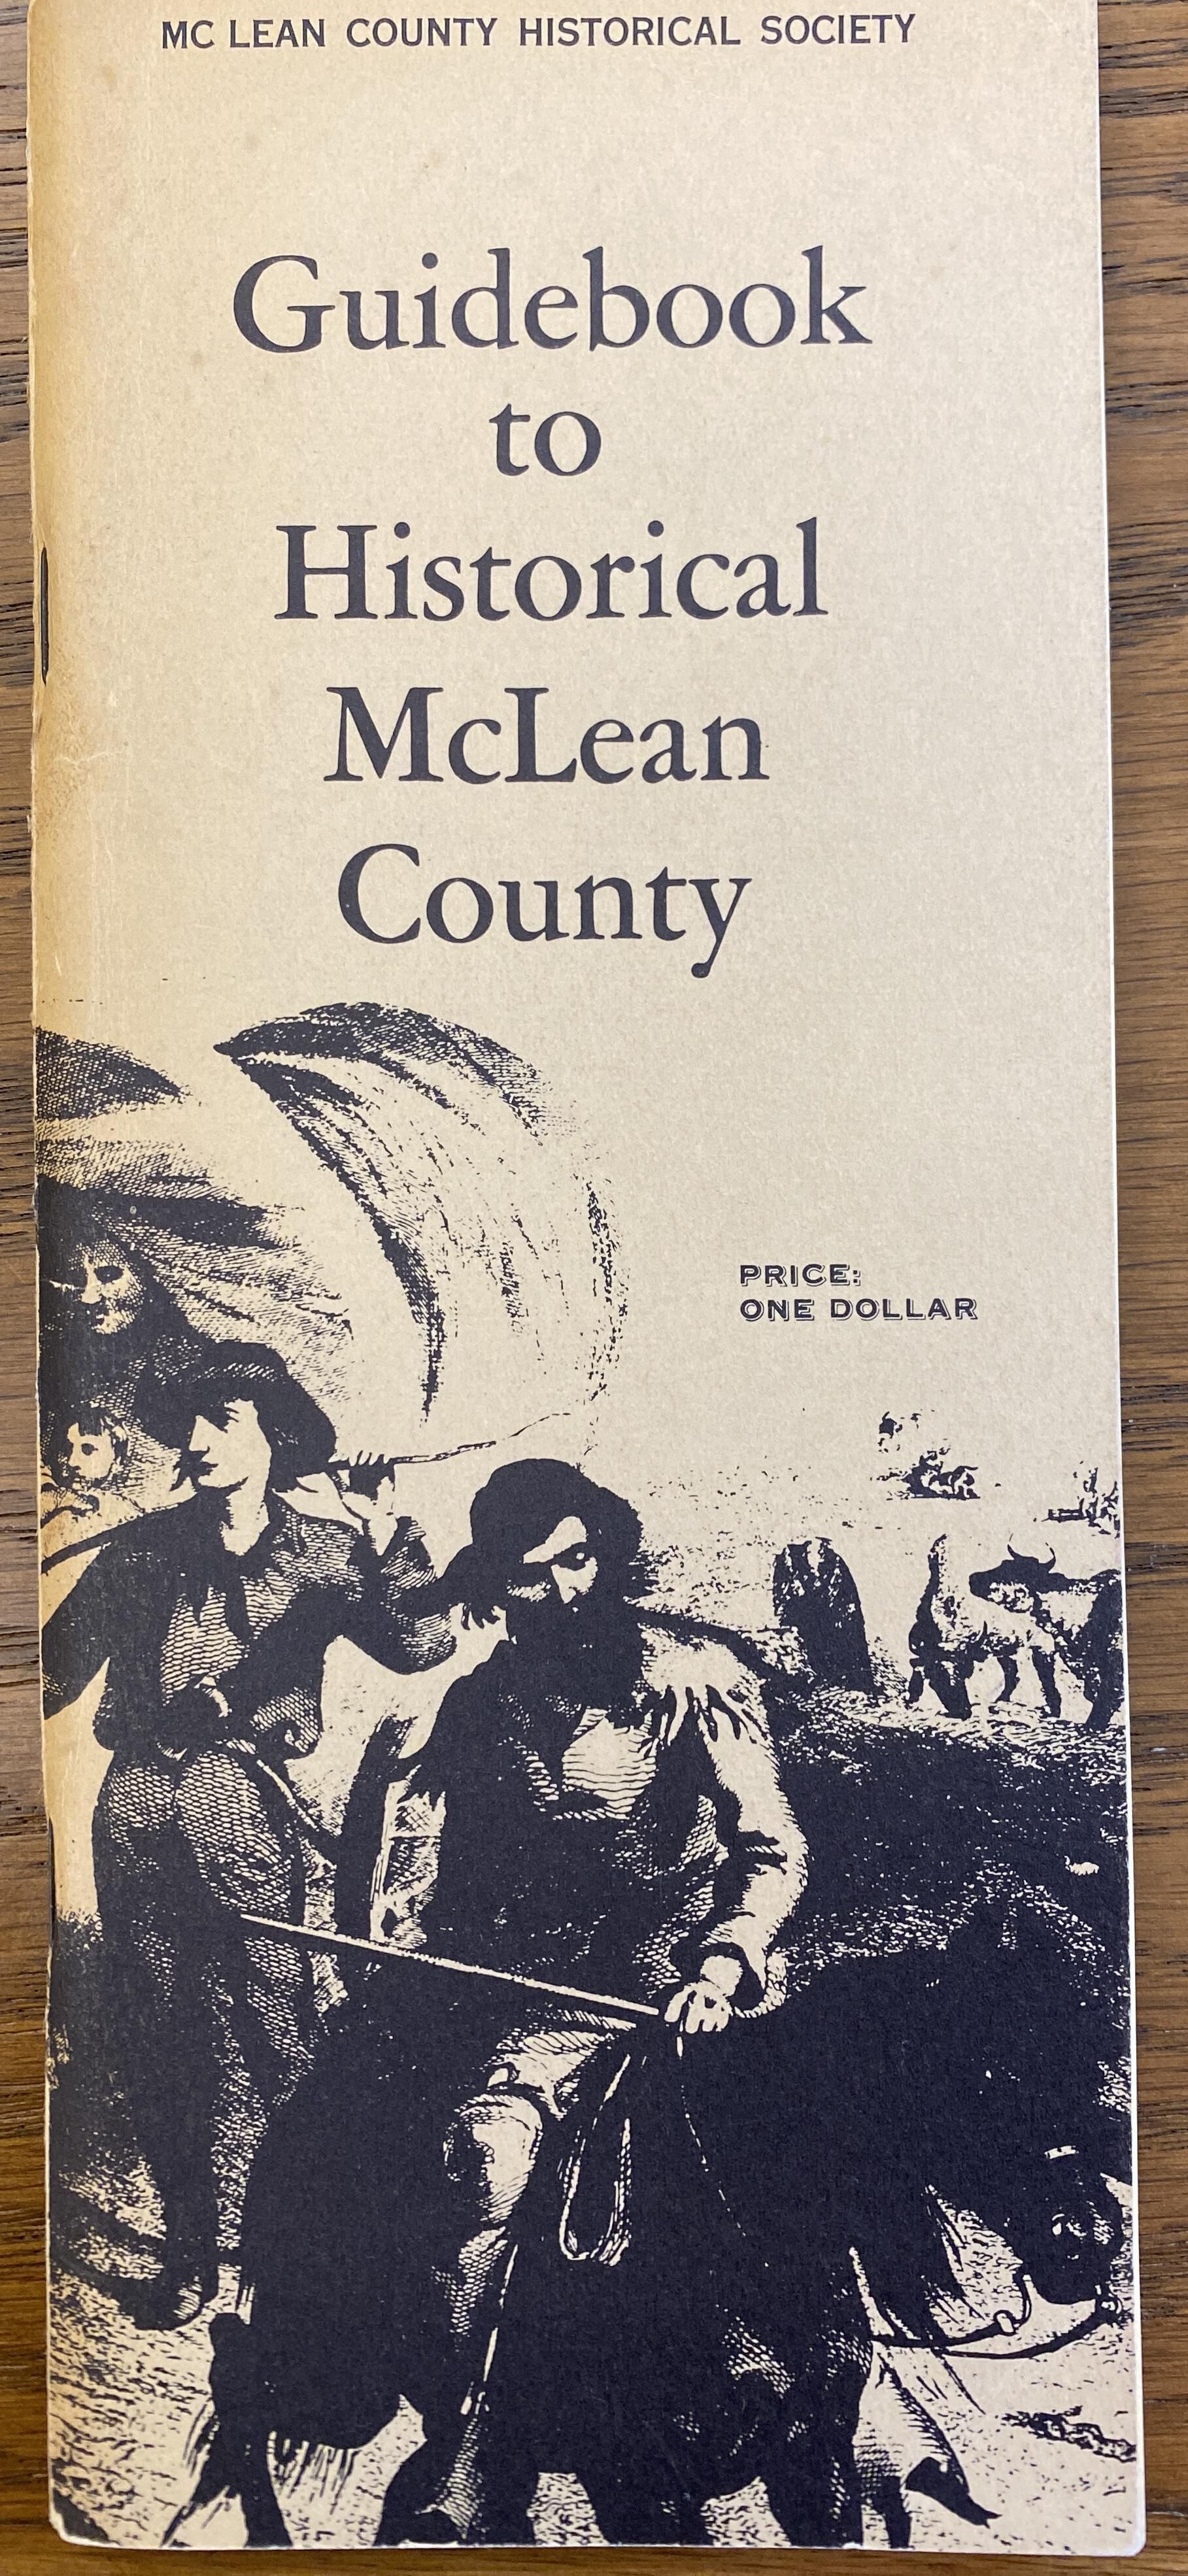 MC LEAN COUNTY HISTORICAL SOCIETY
Guidebook
to
Historical
McLean
County
PRICE:
ONE DOLLAR